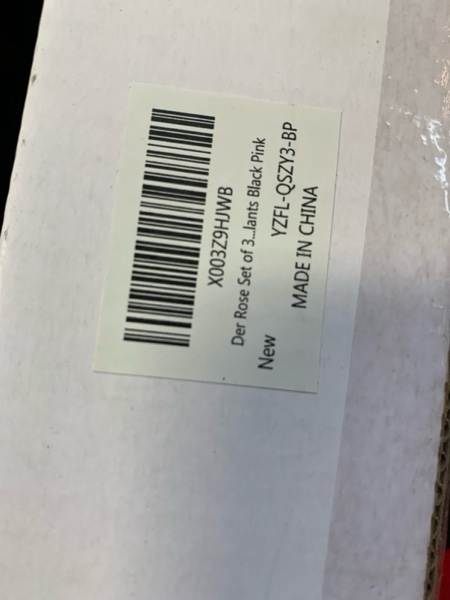 X003Z9HJWB
Der Rose Set of 3...lants Black Pink
New
YZFL-QSZY3-BP
MADE IN CHINA